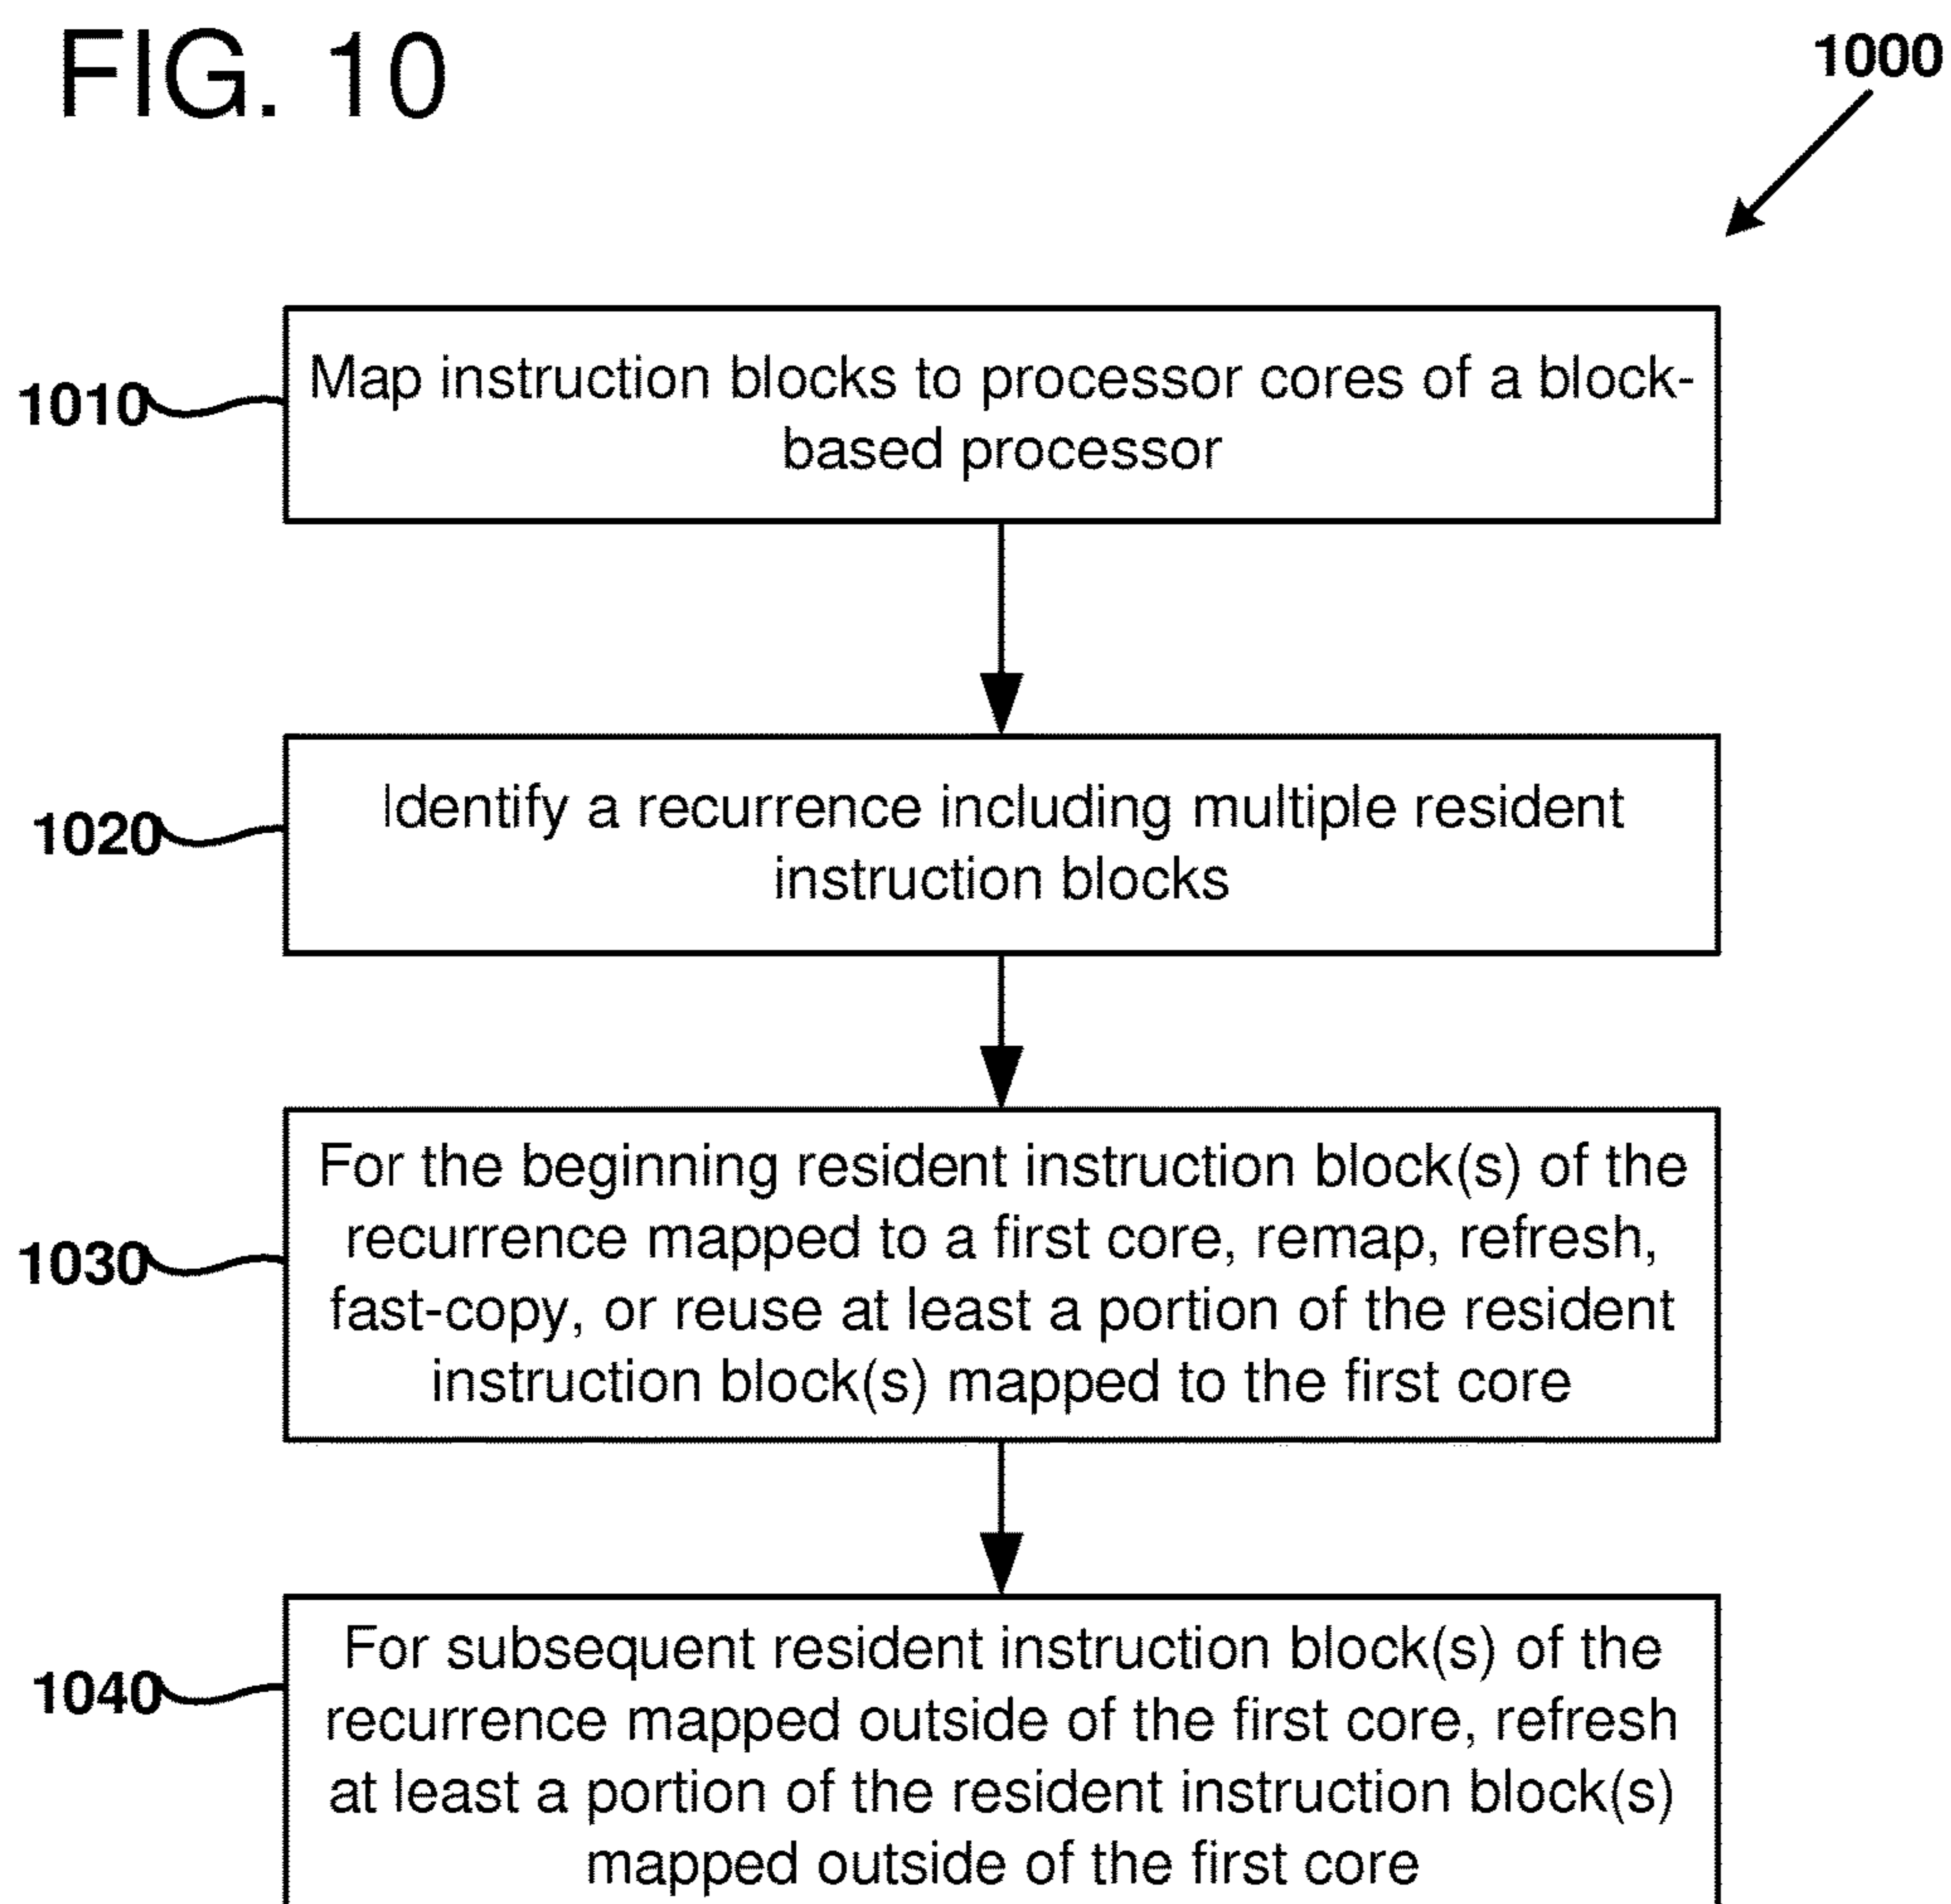 FIG. 10
1000
1010
Map instruction blocks to processor cores of a block-
based processor
1020
Identify a recurrence including multiple resident
instruction blocks
1030
For the beginning resident instruction block(s) of the
recurrence mapped to a first core, remap, refresh,
fast-copy, or reuse at least a portion of the resident
instruction block(s) mapped to the first core
1040
For subsequent resident instruction block(s) of the
recurrence mapped outside of the first core, refresh
at least a portion of the resident instruction block(s)
mapped outside of the first core